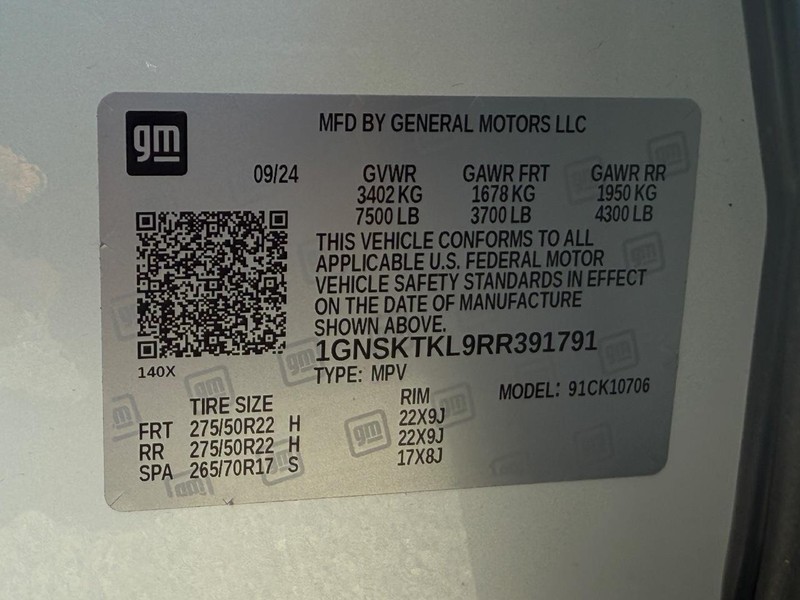 gm
MFD BY GENERAL MOTORS LLC
09/24 GVWR GAWR FRT GAWR RR
3402 KG 1678 KG 1950 KG
7500 LB 3700 LB 4300 LB
THIS VEHICLE CONFORMS TO ALL
APPLICABLE U.S. FEDERAL MOTOR
VEHICLE SAFETY STANDARDS IN EFFECT
ON THE DATE OF MANUFACTURE
SHOWN ABOVE.
1GNSKTKL9RR391791
140X
TYPE: MPV
MODEL: 91CK10706
TIRE SIZE RIM
FRT 275/50R22 H 22X9J
RR 275/50R22 H 22X9J
SPA 265/70R17 S 17X8J